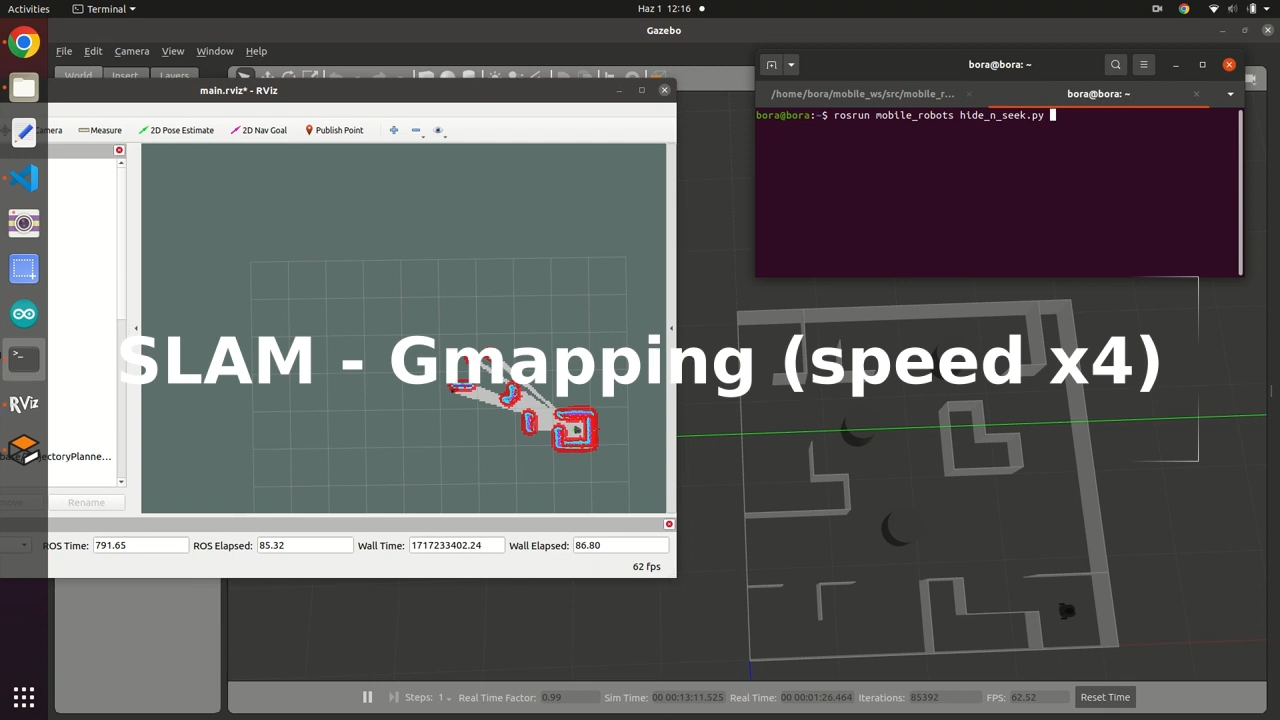 Activities
Terminal
Haz 1 12:16
Gazebo
File Edit Camera View Window Help
World Insert Layers
main.rviz* - RViz
Camera Measure 2D Pose Estimate 2D Nav Goal Publish Point
bora@bora: ~
/home/bora/mobile_ws/src/mobile_r...
bora@bora: ~
bora@bora:~$ rosrun mobile_robots hide_n_seek.py
SLAM - Gmapping (speed x4)
RViz
Rename
ROS Time: 791.65 ROS Elapsed: 85.32 Wall Time: 1717233402.24 Wall Elapsed: 86.80
62 fps
Steps: 1 Real Time Factor: 0.99 Sim Time: 00 00:13:11.525 Real Time: 00 00:01:26.464 Iterations: 85392 FPS: 62.52 Reset Time